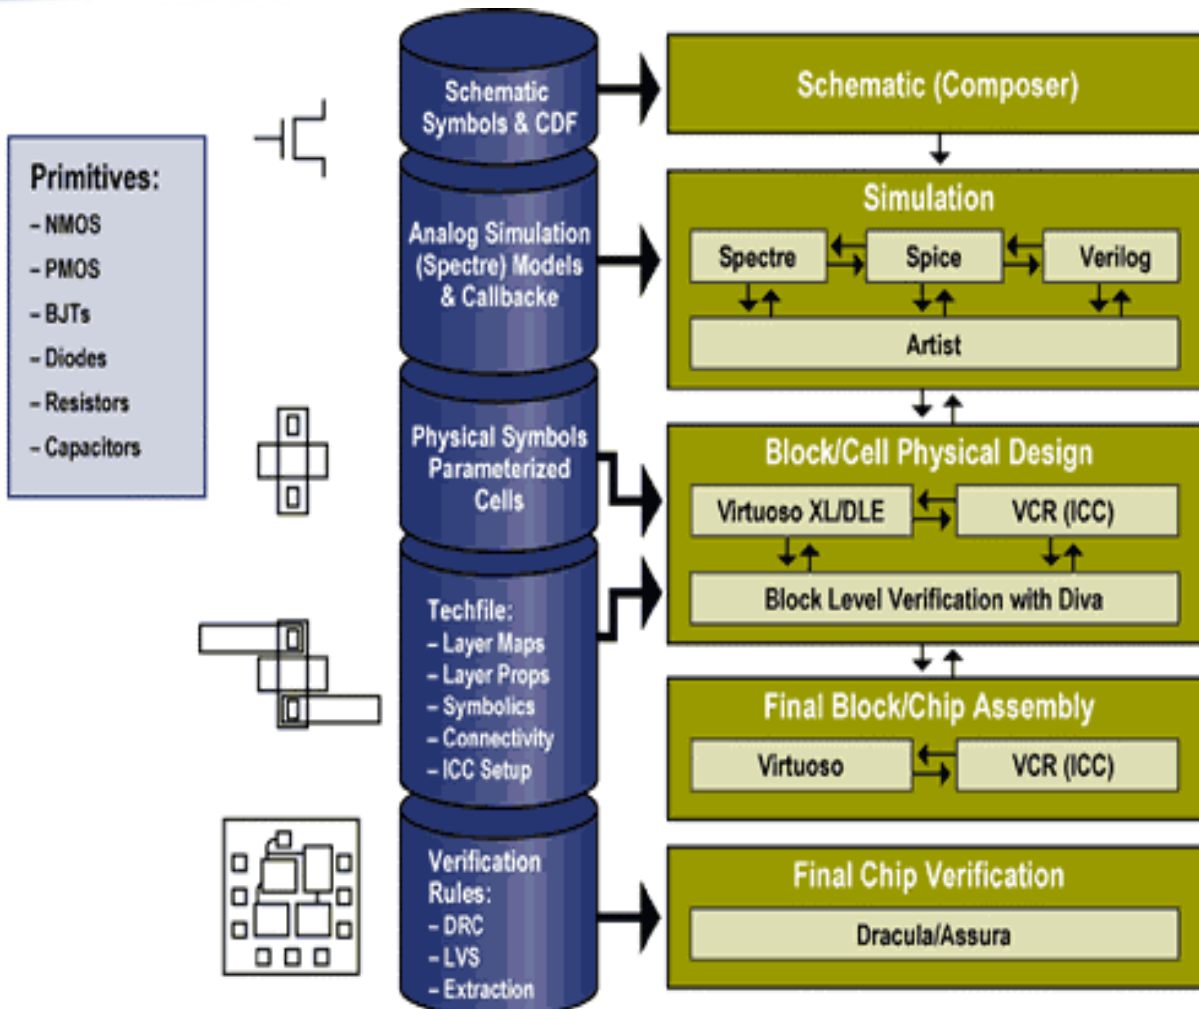 Primitives:
– NMOS
– PMOS
– BJTs
– Diodes
– Resistors
– Capacitors
Schematic
Symbols & CDF
Analog Simulation
(Spectre) Models
& Callbacke
Physical Symbols
Parameterized
Cells
Techfile:
– Layer Maps
– Layer Props
– Symbolics
– Connectivity
– ICC Setup
Verification
Rules:
– DRC
– LVS
– Extraction
Schematic (Composer)
Simulation
Spectre
Spice
Verilog
Artist
Block/Cell Physical Design
Virtuoso XL/DLE
VCR (ICC)
Block Level Verification with Diva
Final Block/Chip Assembly
Virtuoso
VCR (ICC)
Final Chip Verification
Dracula/Assura